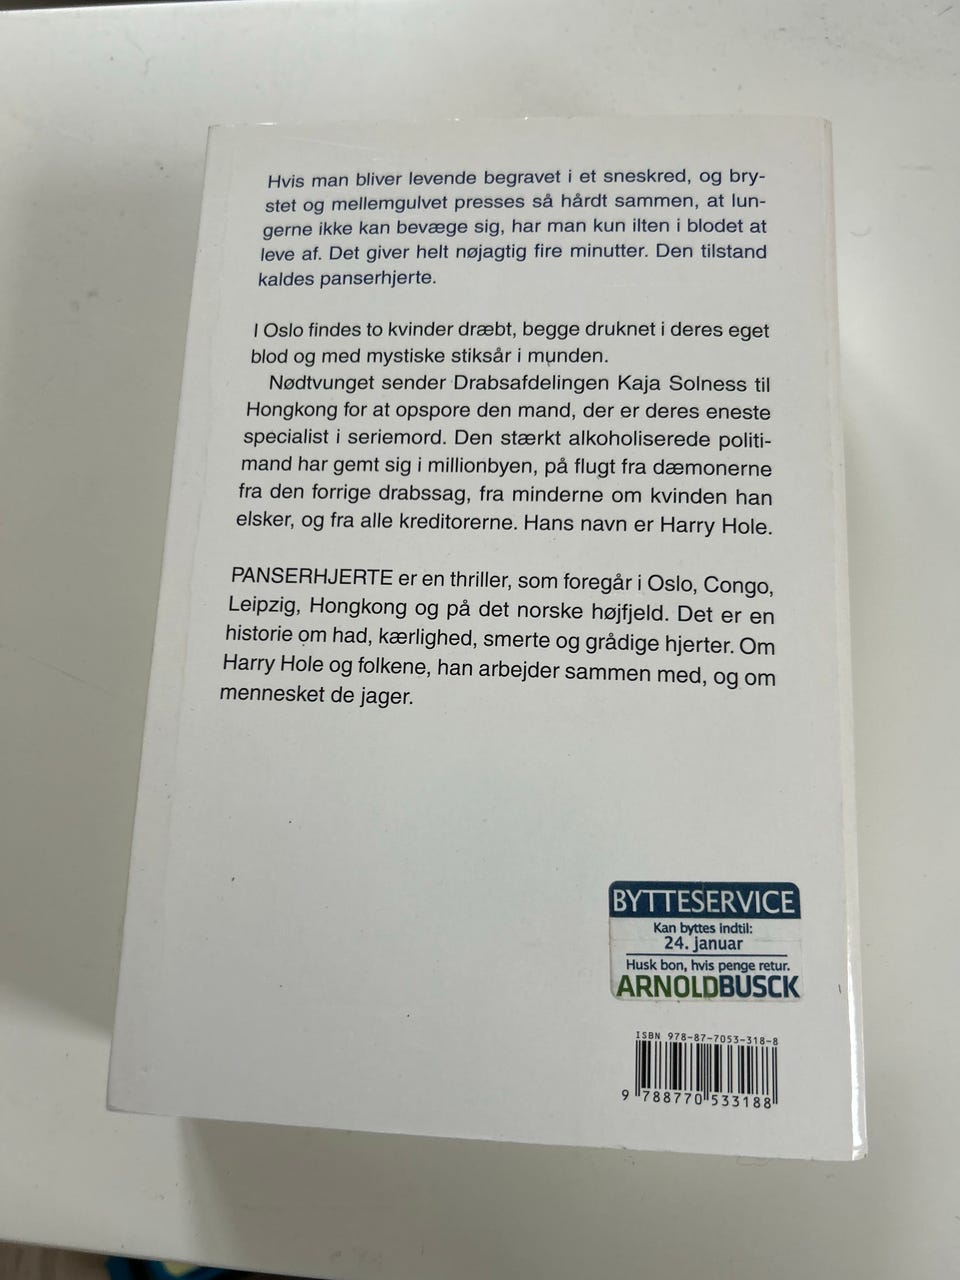 Hvis man bliver levende begravet i et sneskred, og bry-
stet og mellemgulvet presses så hårdt sammen, at lun-
gerne ikke kan bevæge sig, har man kun ilten i blodet at
leve af. Det giver helt nøjagtig fire minutter. Den tilstand
kaldes panserhjerte.
I Oslo findes to kvinder dræbt, begge druknet i deres eget
blod og med mystiske stiksår i munden.
Nødtvunget sender Drabsafdelingen Kaja Solness til
Hongkong for at opspore den mand, der er deres eneste
specialist i seriemord. Den stærkt alkoholiserede politi-
mand har gemt sig i millionbyen, på flugt fra dæmonerne
fra den forrige drabssag, fra minderne om kvinden han
elsker, og fra alle kreditorerne. Hans navn er Harry Hole.
PANSERHJERTE er en thriller, som foregår i Oslo, Congo,
Leipzig, Hongkong og på det norske højfjeld. Det er en
historie om had, kærlighed, smerte og grådige hjerter. Om
Harry Hole og folkene, han arbejder sammen med, og om
mennesket de jager.
BYTTESERVICE
Kan byttes indtil:
24. januar
Husk bon, hvis penge retur.
ARNOLDBUSCK
ISBN 978-87-7053-318-8
9 788770 533188